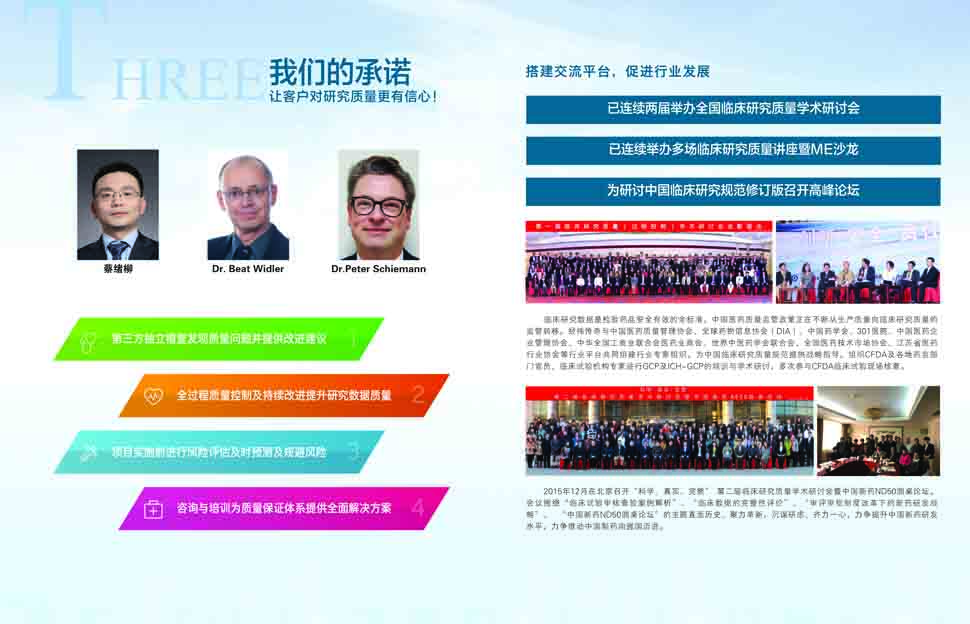 THREE
我们的承诺
让客户对研究质量更有信心！
蔡绪柳
Dr. Beat Widler
Dr.Peter Schiemann
第三方独立稽查发现质量问题并提供改进建议
1
全过程质量控制及持续改进提升研究数据质量
2
项目实施前进行风险评估及时预测及规避风险
3
咨询与培训为质量保证体系提供全面解决方案
4
搭建交流平台，促进行业发展
已连续两届举办全国临床研究质量学术研讨会
已连续举办多场临床研究质量讲座暨ME沙龙
为研讨中国临床研究规范修订版召开高峰论坛
临床研究数据是检验药品安全有效的金标准，中国医药质量监管政策正在不断从生产质量向临床研究质量的
监管转移。经纬传奇与中国医药质量管理协会、全球药物信息协会（DIA）、中国药学会、301医院、中国医药企
业管理协会、中华全国工商业联合会医药业商会、世界中医药学会联合会、全国医药技术市场协会、江苏省医药
行业协会等行业平台共同组建行业专家组织，为中国临床研究质量规范提供战略指导。组织CFDA及各地药监部
门官员、临床试验机构专家进行GCP及ICH-GCP的培训与学术研讨，多次参与CFDA临床试验现场核查。
2015年12月在北京召开“科学、真实、完整” 第二届临床研究质量学术研讨会暨中国新药ND50圆桌论坛。
会议围绕“临床试验审核查验案例解析”、“临床数据的完整性评价”、“审评审批制度改革下的新药研发战
略”、“中国新药ND50圆桌论坛”的主题直面历史、聚力革新，沉谋研虑、齐力一心，力争提升中国新药研发
水平，力争推动中国制药向强国迈进。